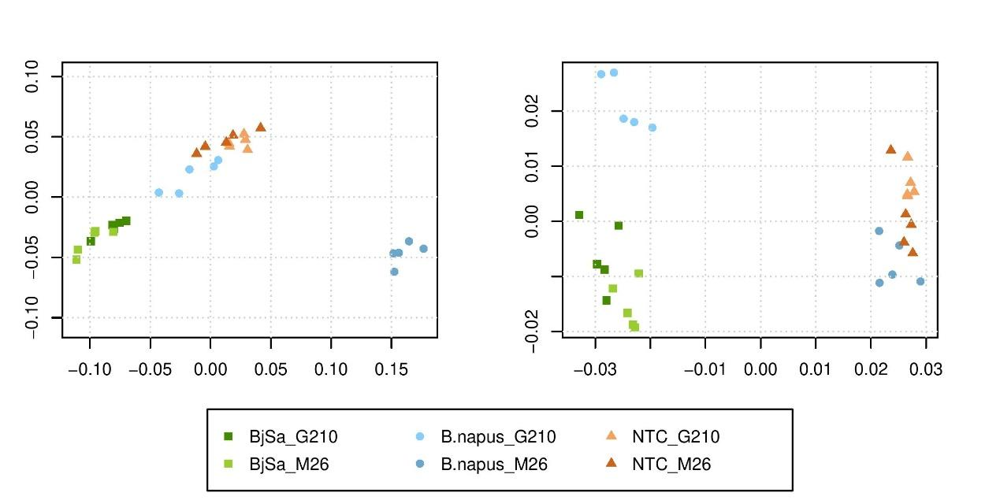 0.10
0.05
0.00
−0.05
−0.10
−0.10 −0.05 0.00 0.05 0.10 0.15
0.02
0.01
0.00
−0.02
−0.03 −0.01 0.00 0.01 0.02 0.03
BjSa_G210 B.napus_G210 NTC_G210
BjSa_M26 B.napus_M26 NTC_M26